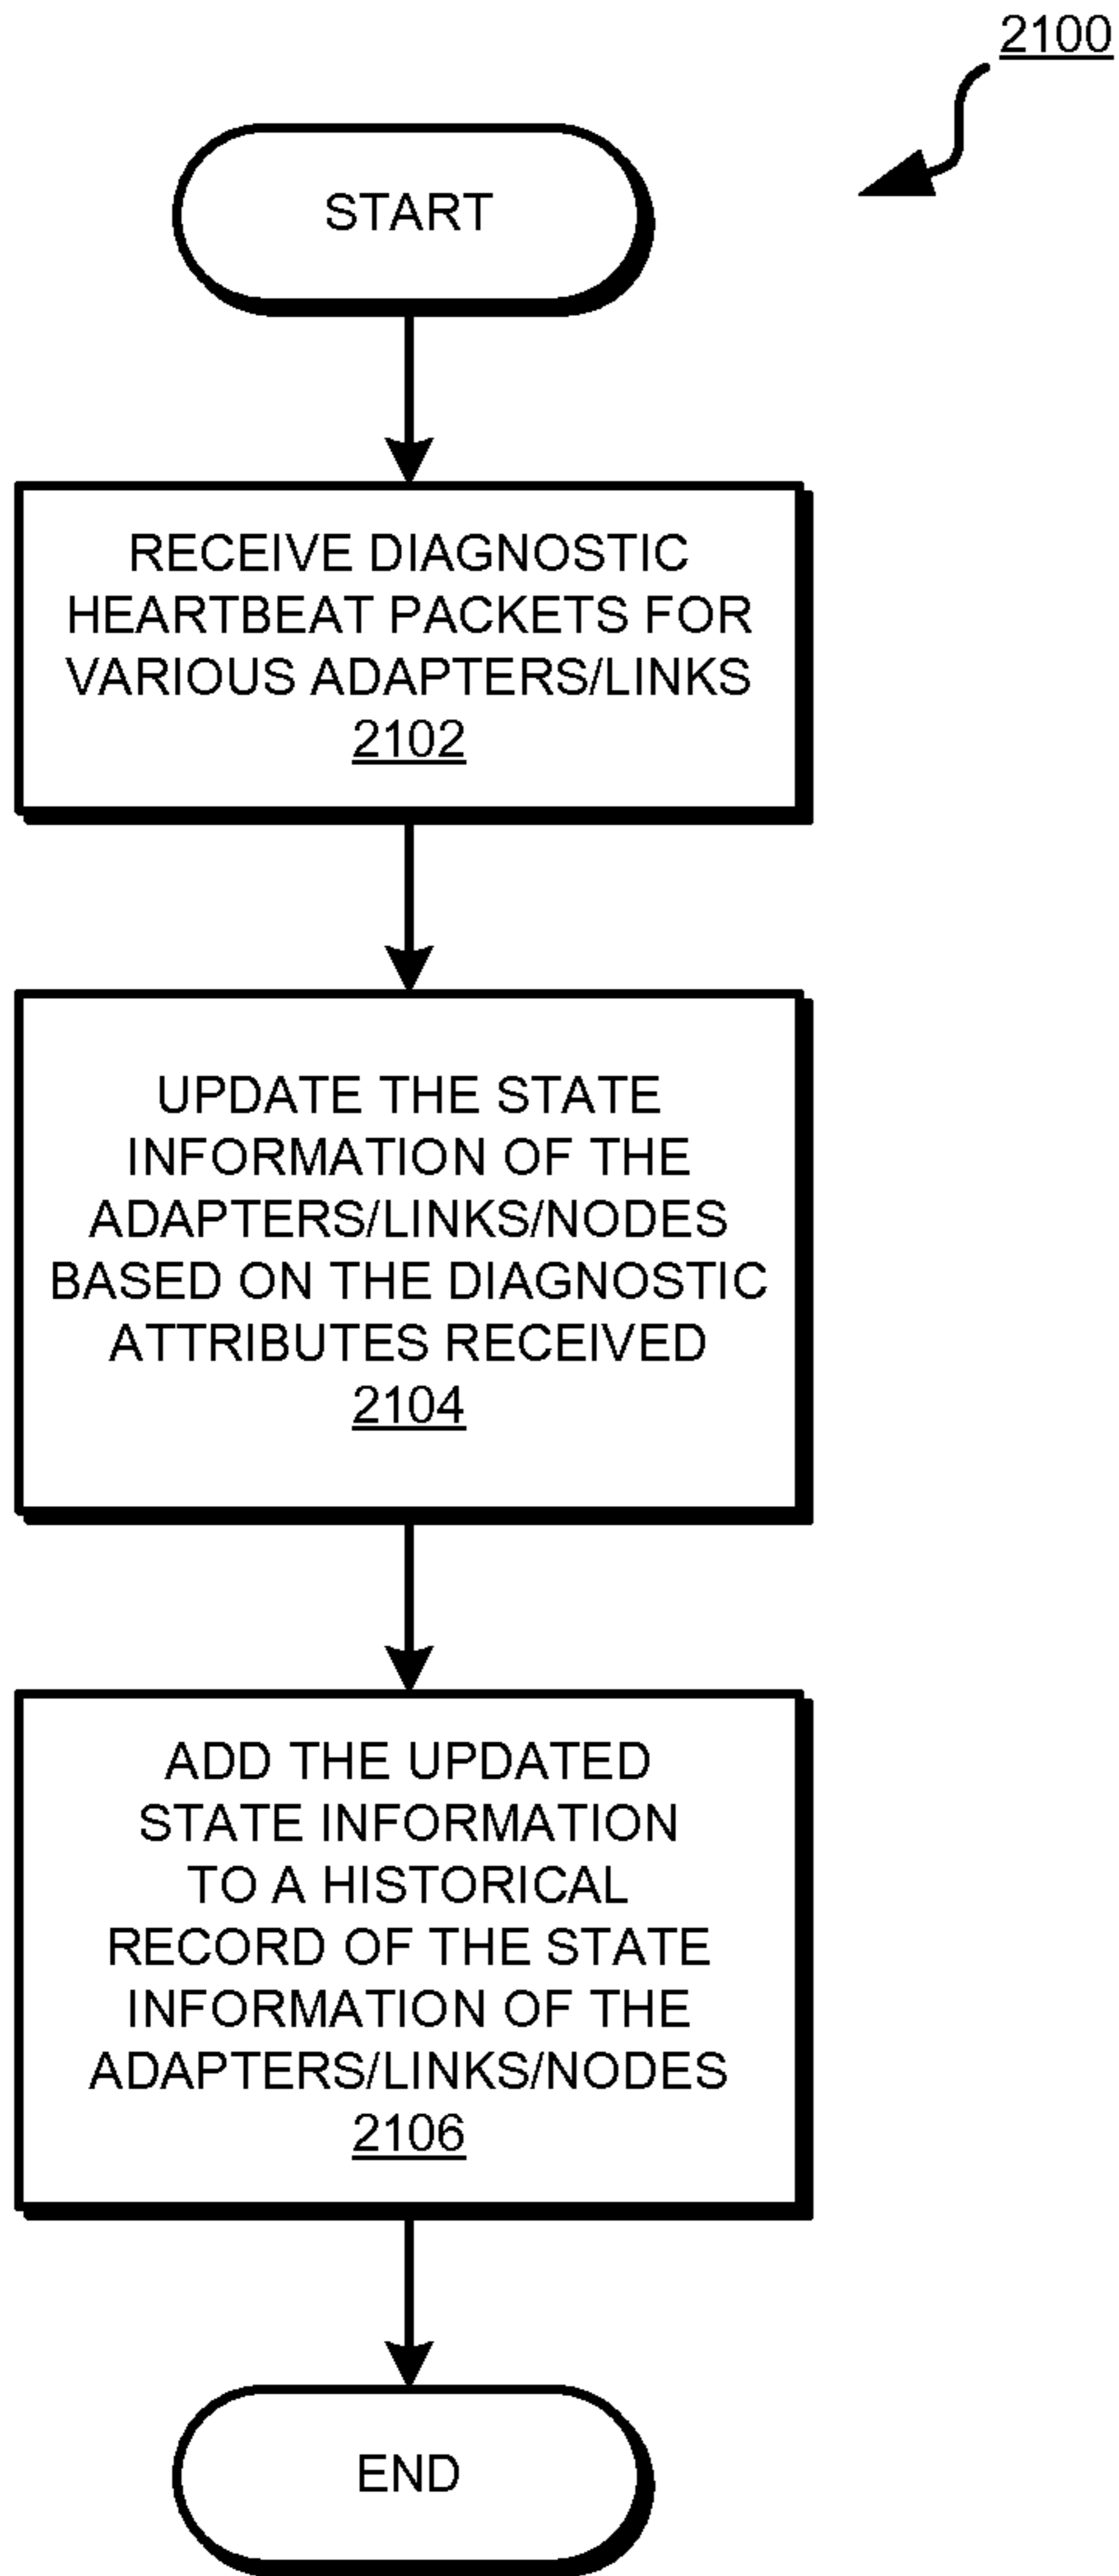 2100
START
RECEIVE DIAGNOSTIC
HEARTBEAT PACKETS FOR
VARIOUS ADAPTERS/LINKS
2102
UPDATE THE STATE
INFORMATION OF THE
ADAPTERS/LINKS/NODES
BASED ON THE DIAGNOSTIC
ATTRIBUTES RECEIVED
2104
ADD THE UPDATED
STATE INFORMATION
TO A HISTORICAL
RECORD OF THE STATE
INFORMATION OF THE
ADAPTERS/LINKS/NODES
2106
END